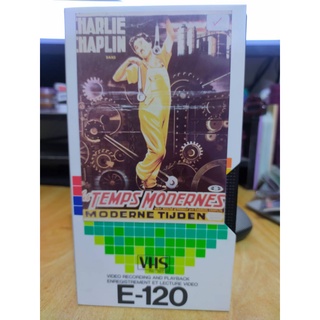 CHARLIE
CHAPLIN
TEMPS MODERNES
MODERNE TIJDEN
VHS
VIDEO RECORDING AND PLAYBACK
ENREGISTREMENT ET LECTURE VIDEO
E-120